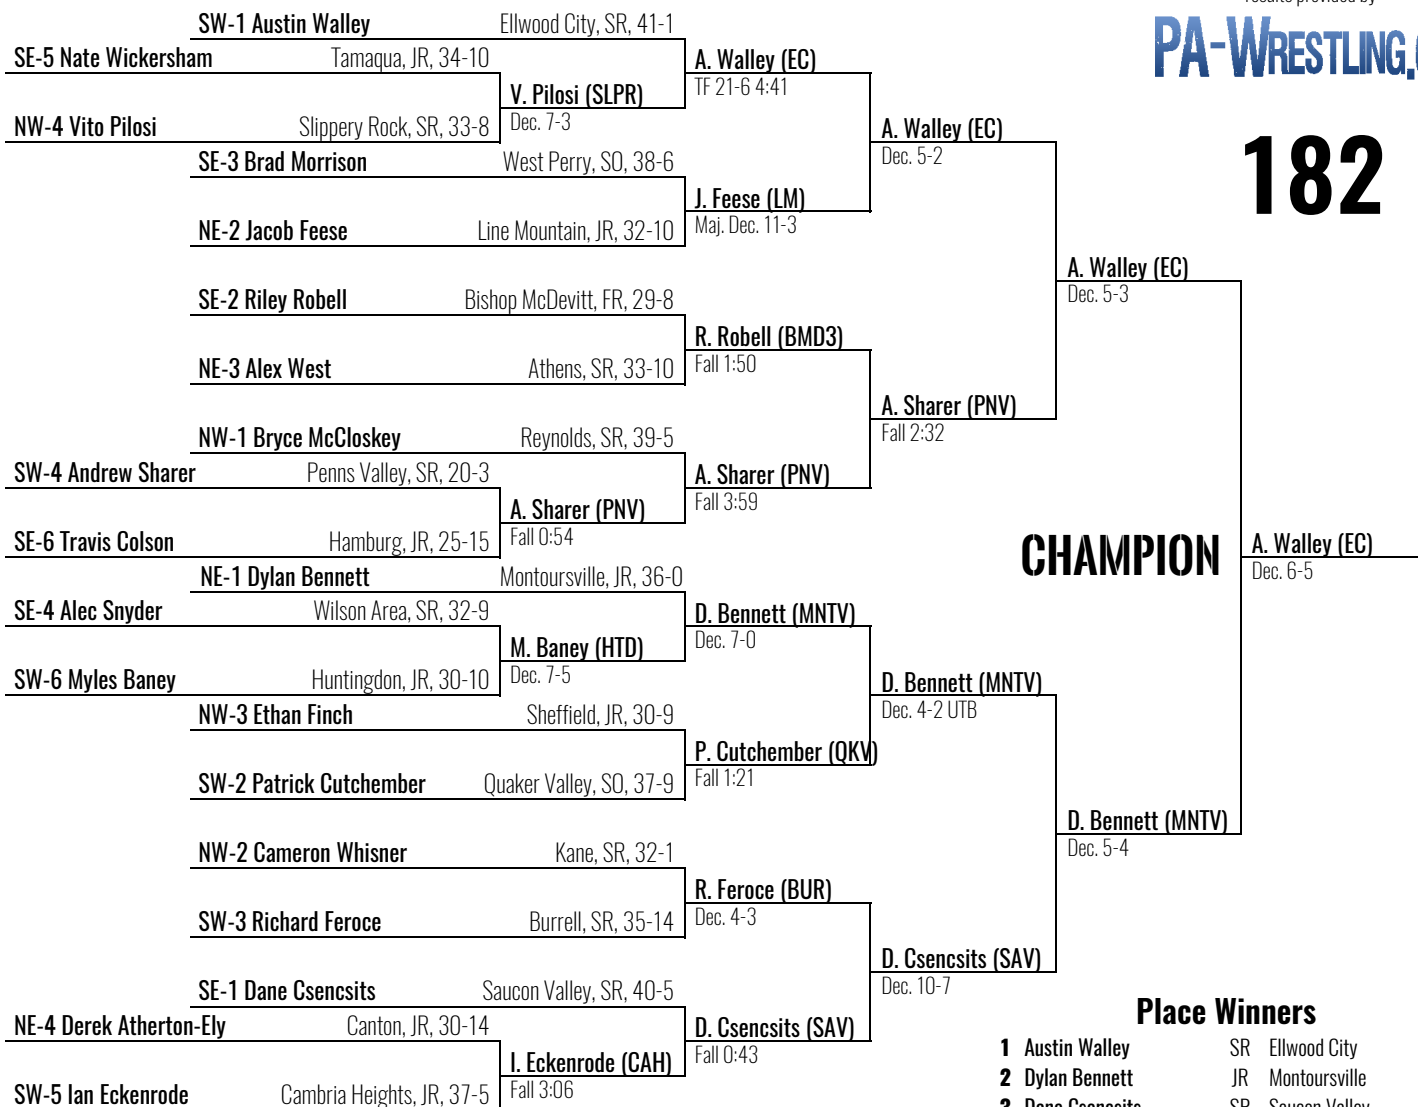 results provided by
PA-WRESTLING.
182
SW-1 Austin Walley Ellwood City, SR, 41-1
SE-5 Nate Wickersham Tamaqua, JR, 34-10
A. Walley (EC)
TF 21-6 4:41
V. Pilosi (SLPR)
Dec. 7-3
NW-4 Vito Pilosi Slippery Rock, SR, 33-8
A. Walley (EC)
Dec. 5-2
SE-3 Brad Morrison West Perry, SO, 38-6
J. Feese (LM)
Maj. Dec. 11-3
NE-2 Jacob Feese Line Mountain, JR, 32-10
A. Walley (EC)
Dec. 5-3
SE-2 Riley Robell Bishop McDevitt, FR, 29-8
R. Robell (BMD3)
Fall 1:50
NE-3 Alex West Athens, SR, 33-10
A. Sharer (PNV)
Fall 2:32
NW-1 Bryce McCloskey Reynolds, SR, 39-5
SW-4 Andrew Sharer Penns Valley, SR, 20-3
A. Sharer (PNV)
Fall 3:59
A. Sharer (PNV)
Fall 0:54
SE-6 Travis Colson Hamburg, JR, 25-15
CHAMPION
A. Walley (EC)
Dec. 6-5
NE-1 Dylan Bennett Montoursville, JR, 36-0
SE-4 Alec Snyder Wilson Area, SR, 32-9
D. Bennett (MNTV)
Dec. 7-0
M. Baney (HTD)
Dec. 7-5
SW-6 Myles Baney Huntingdon, JR, 30-10
D. Bennett (MNTV)
Dec. 4-2 UTB
NW-3 Ethan Finch Sheffield, JR, 30-9
P. Cutchember (QKV)
Fall 1:21
SW-2 Patrick Cutchember Quaker Valley, SO, 37-9
D. Bennett (MNTV)
Dec. 5-4
NW-2 Cameron Whisner Kane, SR, 32-1
R. Feroce (BUR)
Dec. 4-3
SW-3 Richard Feroce Burrell, SR, 35-14
D. Csencsits (SAV)
Dec. 10-7
SE-1 Dane Csencsits Saucon Valley, SR, 40-5
NE-4 Derek Atherton-Ely Canton, JR, 30-14
D. Csencsits (SAV)
Fall 0:43
I. Eckenrode (CAH)
Fall 3:06
SW-5 Ian Eckenrode Cambria Heights, JR, 37-5
Place Winners
1 Austin Walley SR Ellwood City
2 Dylan Bennett JR Montoursville
3 Dane Csencsits SR Saucon Valley